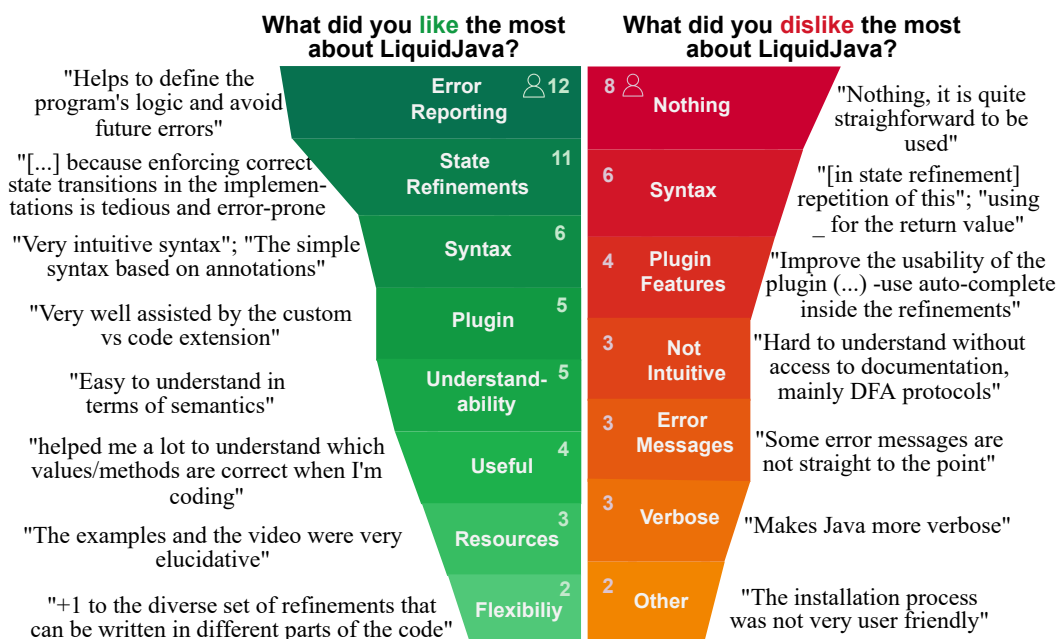 What did you like the most
about LiquidJava?
"Helps to define the
program's logic and avoid
future errors"
Error
Reporting
12
"[...] because enforcing correct
state transitions in the implemen-
tations is tedious and error-prone
State
Refinements
11
"Very intuitive syntax"; "The simple
syntax based on annotations"
Syntax
6
"Very well assisted by the custom
vs code extension"
Plugin
5
"Easy to understand in
terms of semantics"
Understand-
ability
5
"helped me a lot to understand which
values/methods are correct when I'm
coding"
Useful
4
"The examples and the video were very
elucidative"
Resources
3
"+1 to the diverse set of refinements that
can be written in different parts of the code"
Flexibiliy
2
What did you dislike the most
about LiquidJava?
8
Nothing
"Nothing, it is quite
straighforward to be
used"
6
Syntax
"[in state refinement]
repetition of this"; "using
_ for the return value"
4
Plugin
Features
"Improve the usability of the
plugin (...) -use auto-complete
inside the refinements"
3
Not
Intuitive
"Hard to understand without
access to documentation,
mainly DFA protocols"
3
Error
Messages
"Some error messages are
not straight to the point"
3
Verbose
"Makes Java more verbose"
2
Other
"The installation process
was not very user friendly"